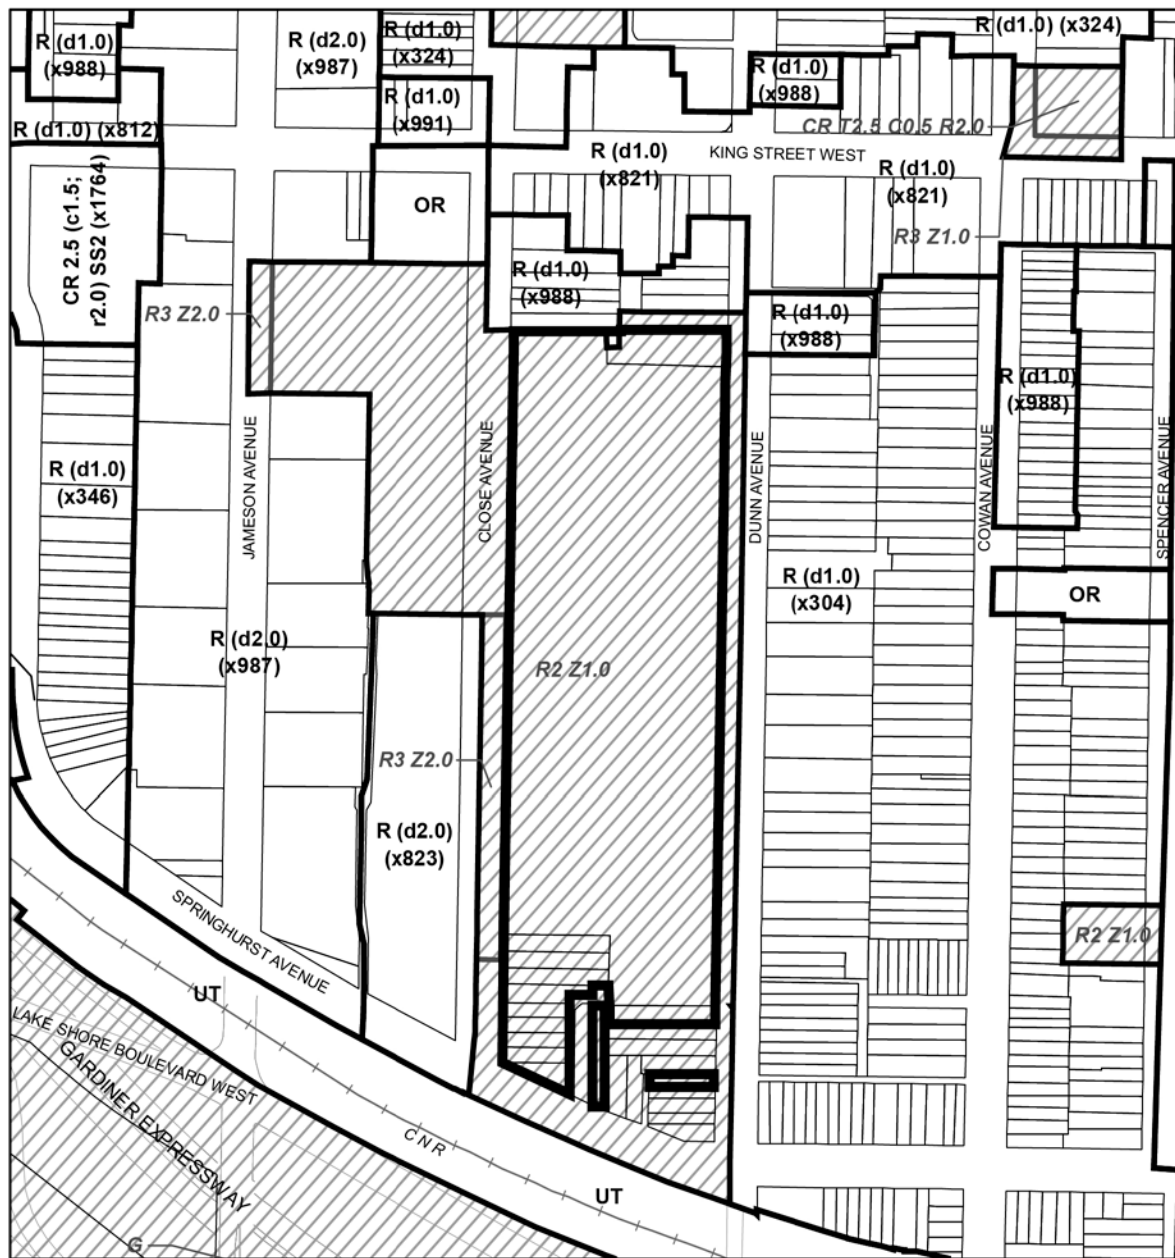 R (d1.0) (x324)
R (d1.0)
(x988)
R (d2.0)
(x987)
R (d1.0)
(x324)
R (d1.0)
(x988)
R (d1.0)
(x991)
R (d1.0) (x812)
CR T2.5 C0.5 R2.0
KING STREET WEST
R (d1.0)
(x821)
R (d1.0)
(x821)
CR 2.5 (c1.5;
r2.0) SS2 (x1764)
OR
R3 Z1.0
R (d1.0)
(x988)
R3 Z2.0
R (d1.0)
(x988)
R (d1.0)
(x988)
R (d1.0)
(x346)
JAMESON AVENUE
CLOSE AVENUE
DUNN AVENUE
COWAN AVENUE
SPENCER AVENUE
R (d1.0)
(x304)
OR
R (d2.0)
(x987)
R2 Z1.0
R3 Z2.0
R (d2.0)
(x823)
SPRINGHURST AVENUE
R2 Z1.0
UT
LAKE SHORE BOULEVARD WEST
GARDINER EXPRESSWAY
CNR
UT
G